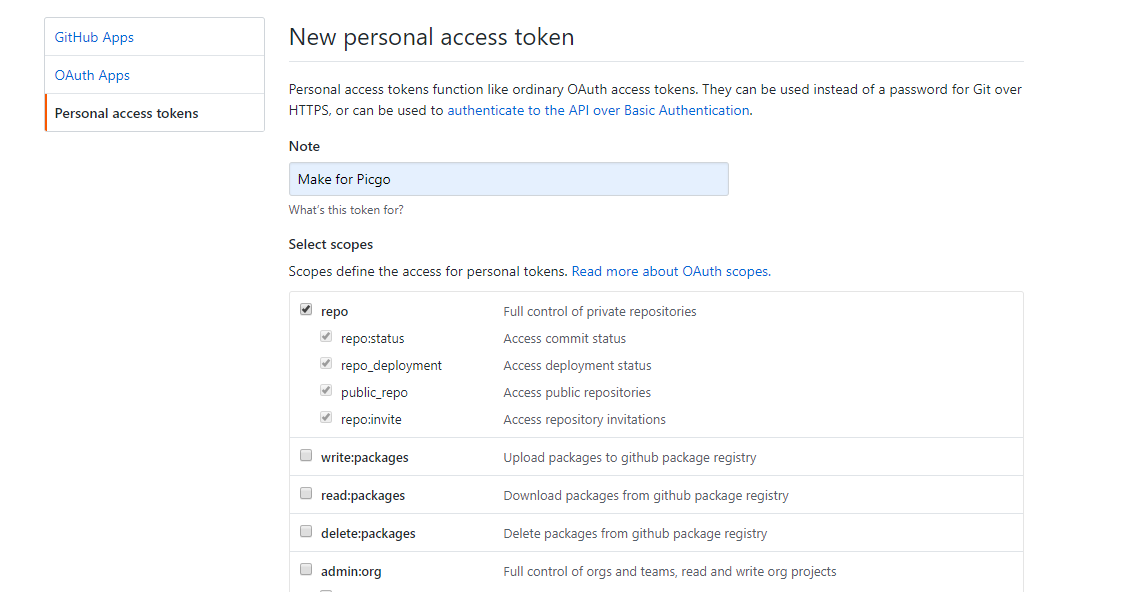 GitHub Apps
OAuth Apps
Personal access tokens
New personal access token
Personal access tokens function like ordinary OAuth access tokens. They can be used instead of a password for Git over
HTTPS, or can be used to authenticate to the API over Basic Authentication.
Note
Make for Picgo
What's this token for?
Select scopes
Scopes define the access for personal tokens. Read more about OAuth scopes.
repo Full control of private repositories
repo:status Access commit status
repo_deployment Access deployment status
public_repo Access public repositories
repo:invite Access repository invitations
write:packages Upload packages to github package registry
read:packages Download packages from github package registry
delete:packages Delete packages from github package registry
admin:org Full control of orgs and teams, read and write org projects